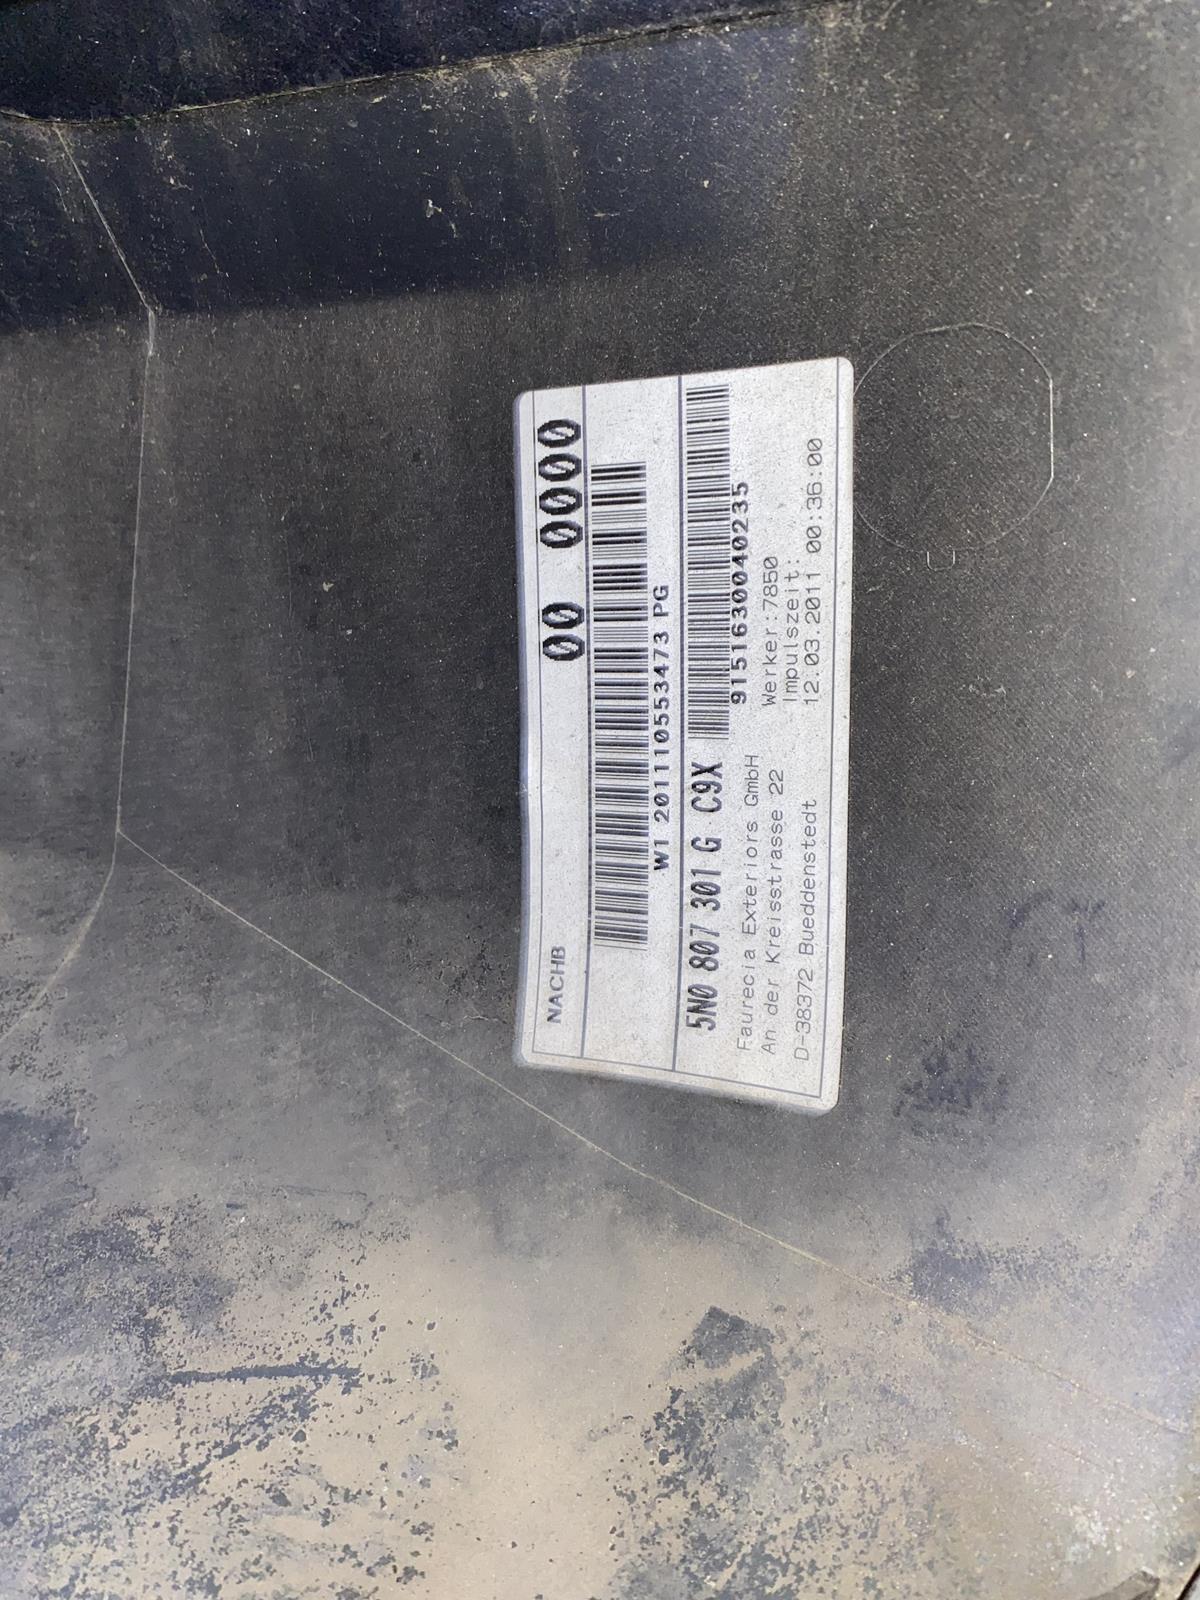 00 0000
NACHB
W1 2011110553473 PG
5N0 807 301 G C9X
9151630040235
Faurecia Exteriors GmbH
An der Kreisstrasse 22
D-38372 Bueddenstedt
Werker:7850
Impulszeit:
12.03.2011 00:36:00